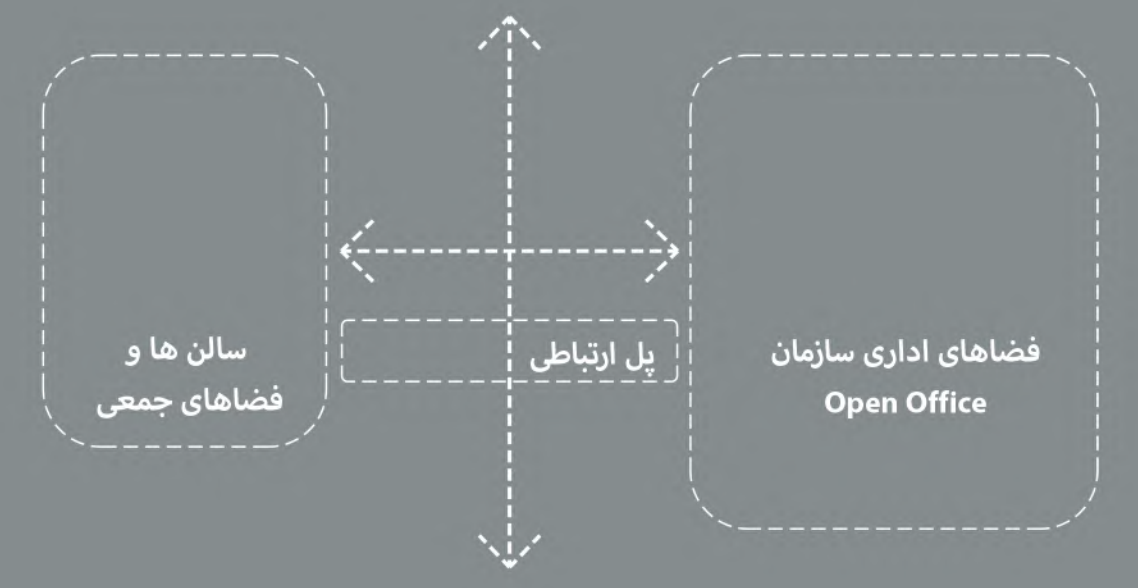 فضاهای اداری سازمان
Open Office
پل ارتباطی
سالن ها و
فضاهای جمعی